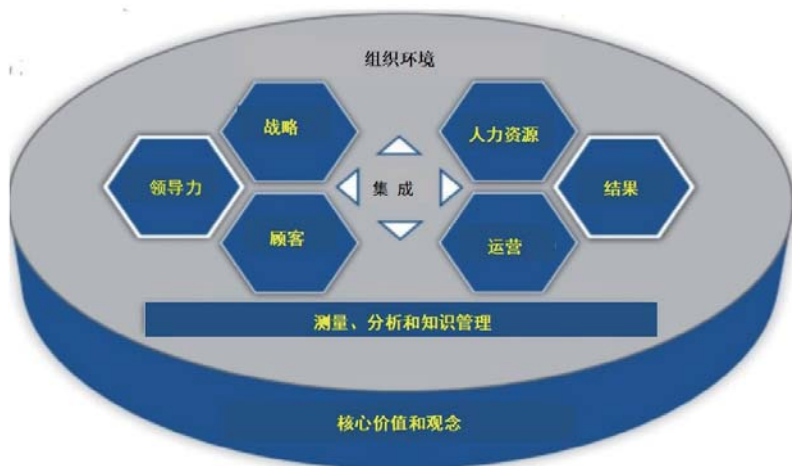 组织环境
战略
人力资源
领导力
集成
结果
顾客
运营
测量、分析和知识管理
核心价值和观念